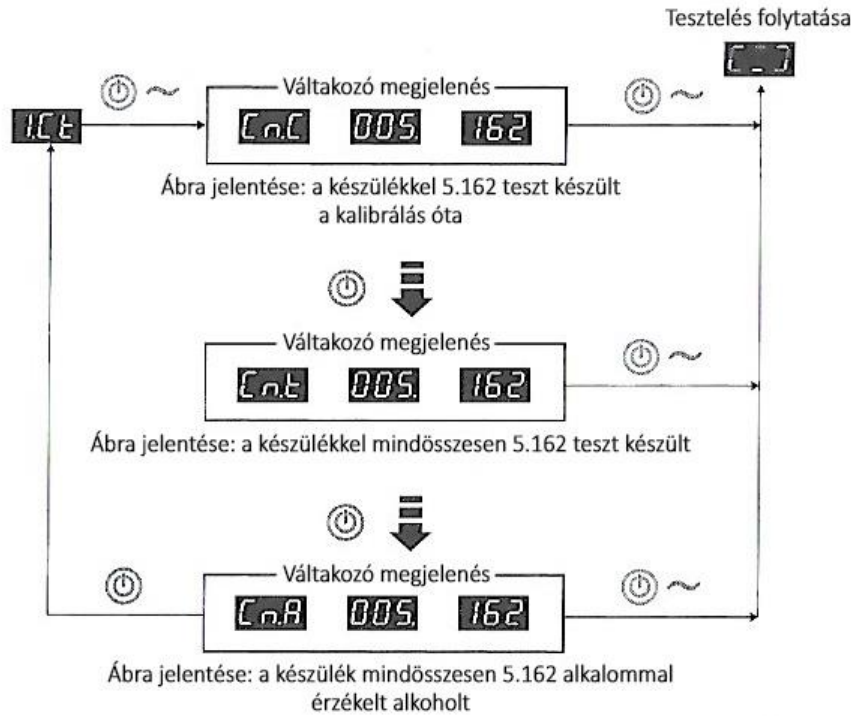 Tesztelés folytatása
[_]
Váltakozó megjelenés
1.Ct
Cn.C 005. 162
Ábra jelentése: a készülékkel 5.162 teszt készült
a kalibrálás óta
Váltakozó megjelenés
Cn.t 005. 162
Ábra jelentése: a készülékkel mindösszesen 5.162 teszt készült
Váltakozó megjelenés
Cn.A 005. 162
Ábra jelentése: a készülék mindösszesen 5.162 alkalommal
érzékelt alkoholt